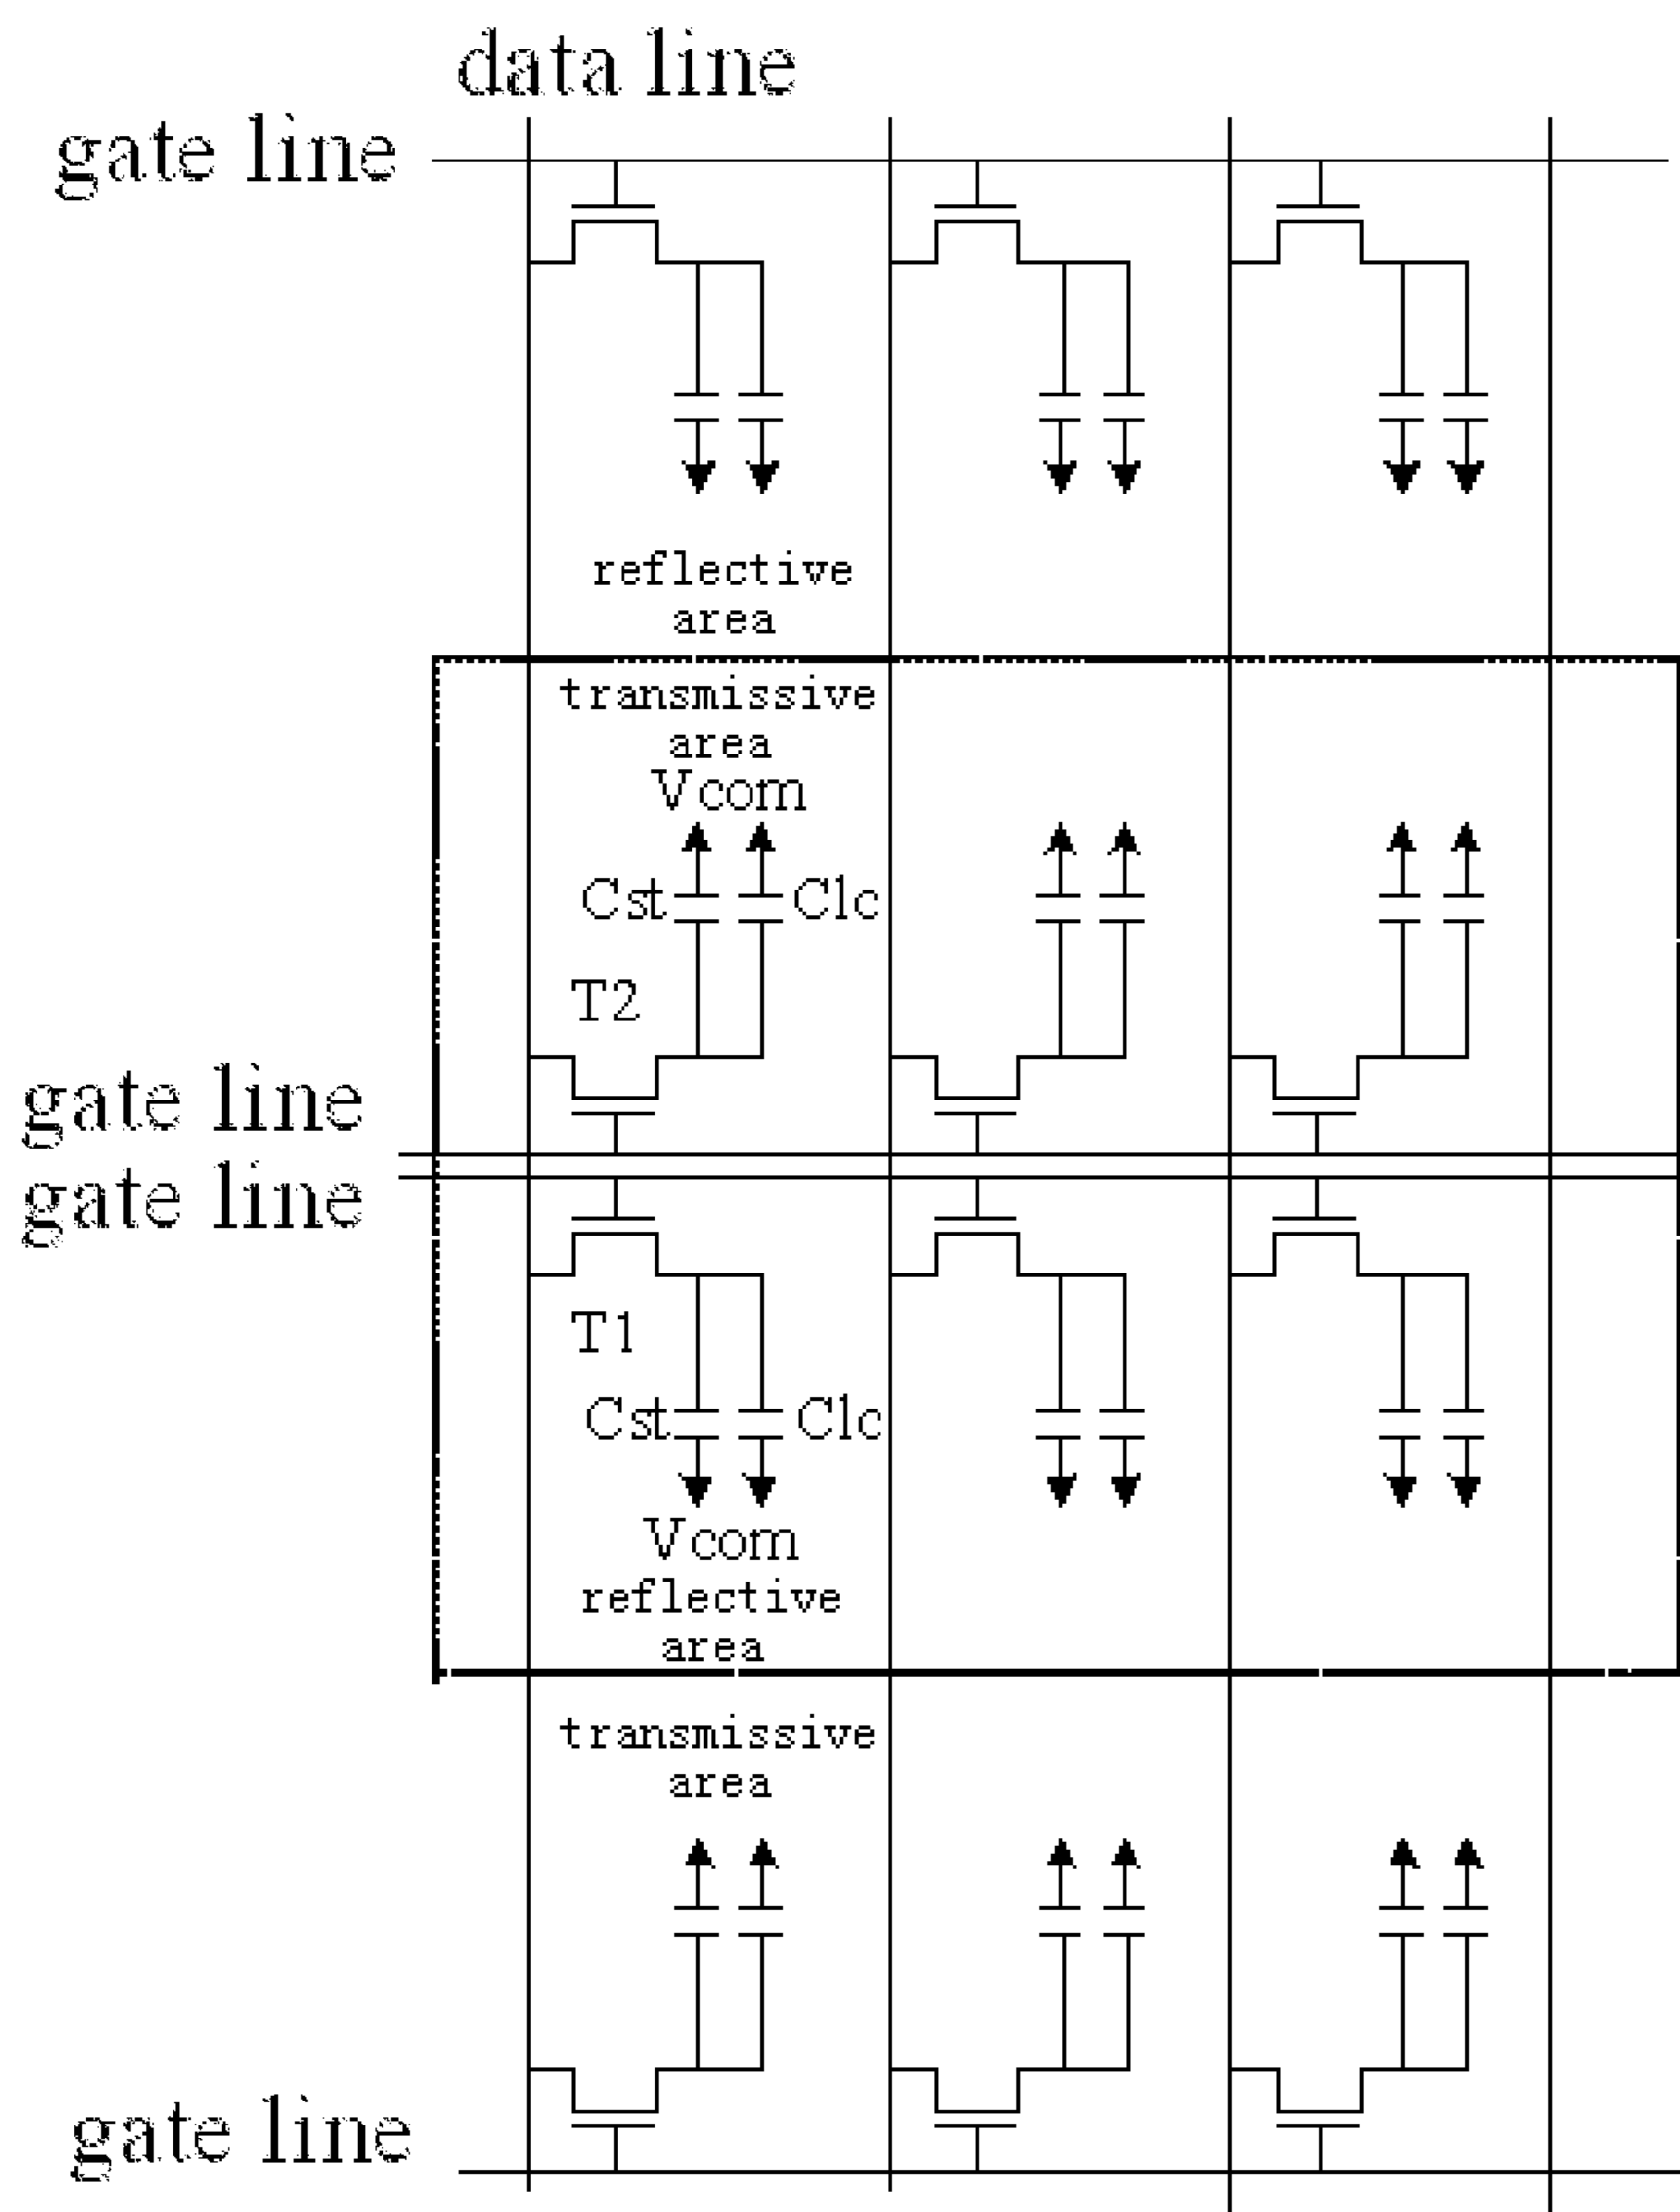 data line
gate line
reflective
area
transmissive
area
Vcom
Cst Clc
T2
gate line
gate line
T1
Cst Clc
Vcom
reflective
area
transmissive
area
gate line